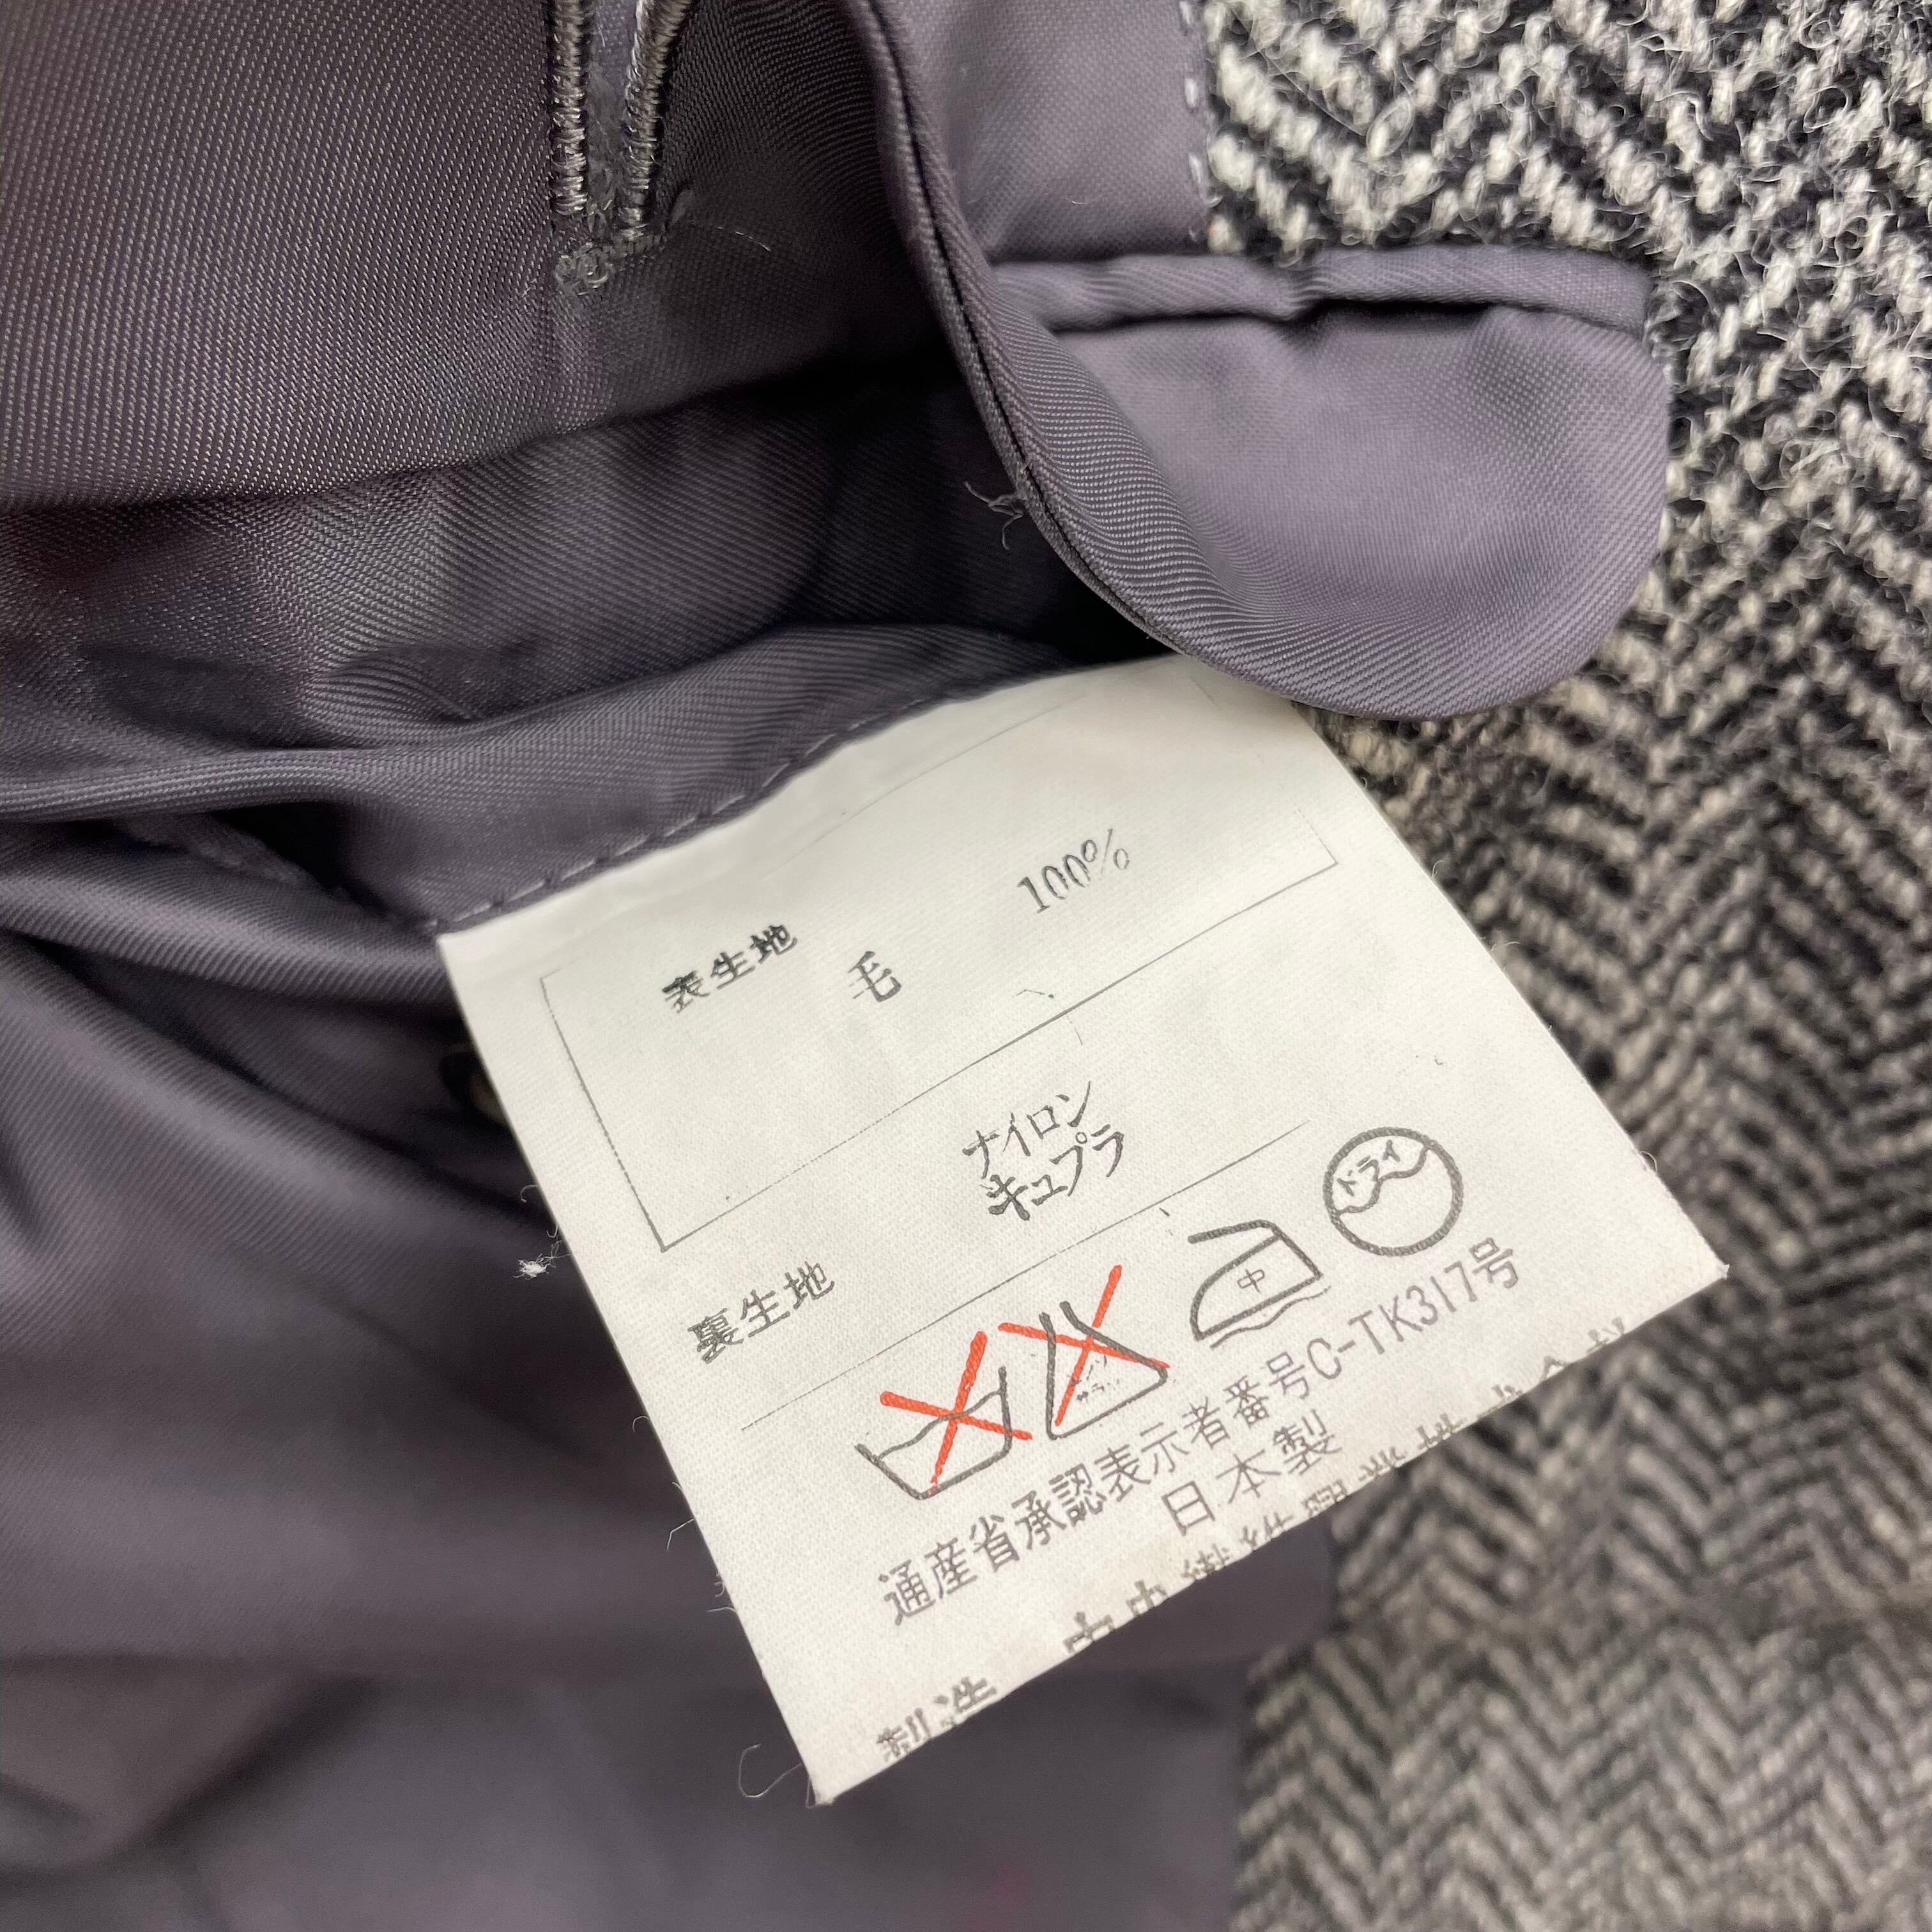 表生地
毛 100%
ナイロン
キュプラ
裏生地
中
ドライ
通産省承認表示者番号C-TK317号
日本製
製造